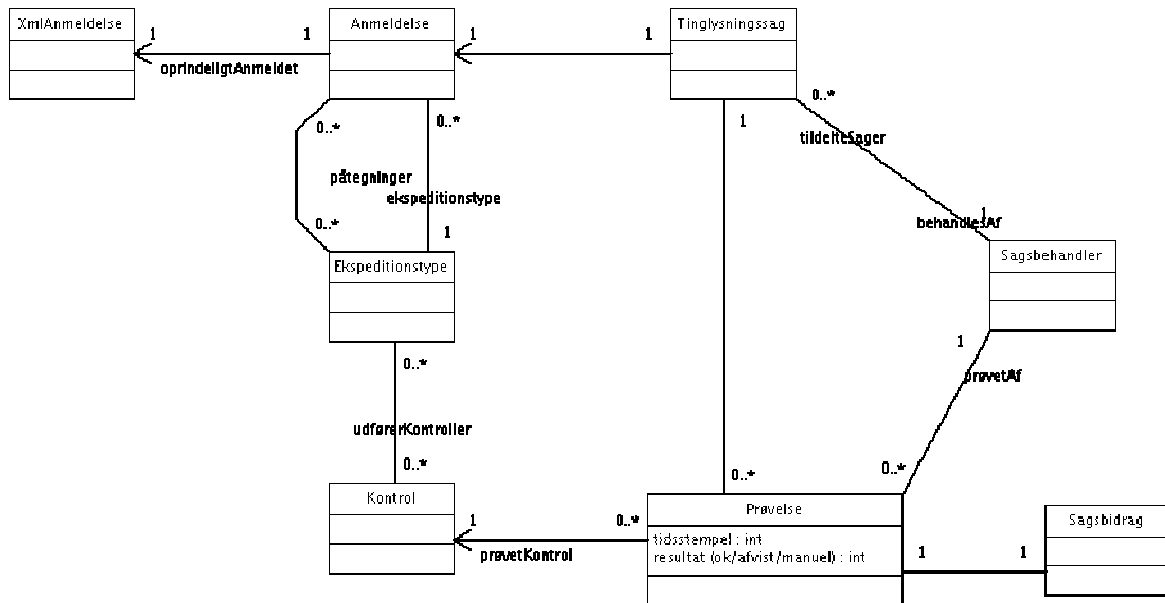 XmlAnmeldelse
Anmeldelse
Tinglysningssag
1
1
1
1
oprindeligtAnmeldet
0..*
0..*
1
0..*
tildelteSager
påtegninger
ekspeditionstype
0..*
1
1
behandlesAf
Ekspeditionstype
Sagsbehandler
0..*
1
prøvetAf
udførerKontroller
0..*
0..*
0..*
Kontrol
Prøvelse
Sagsbidrag
1
0..*
prøvetKontrol
tidsstempel : int
resultat (ok/afvist/manuel) : int
1
1